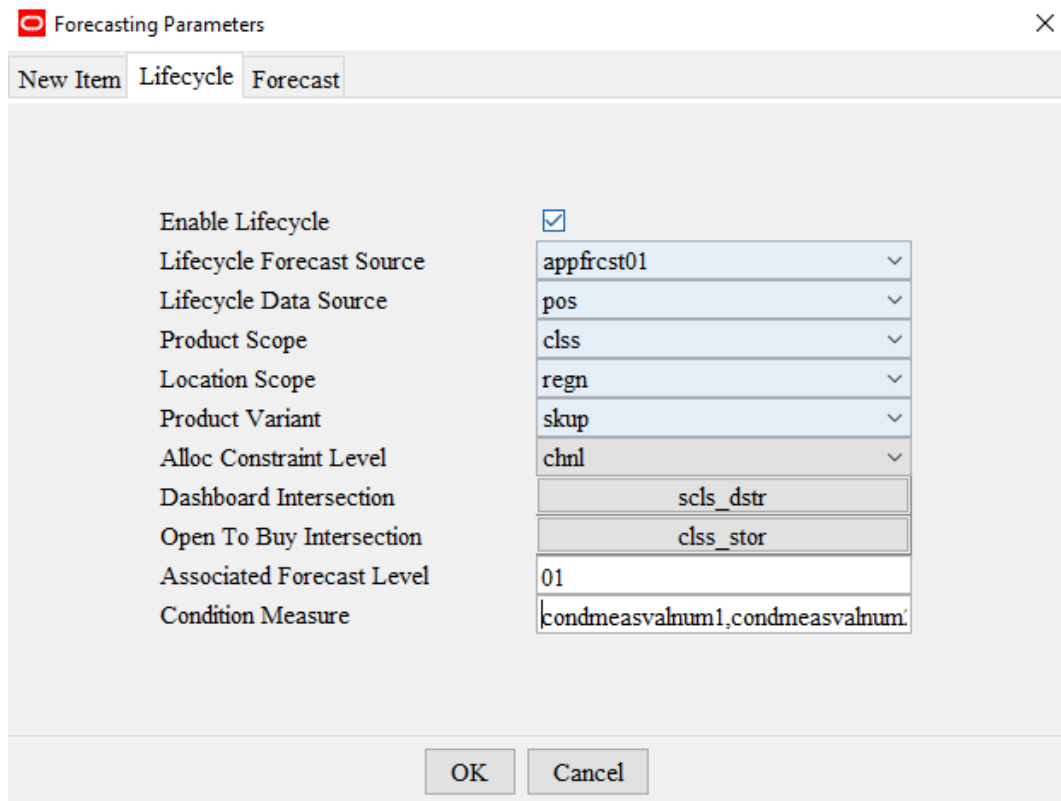 Forecasting Parameters
New Item Lifecycle Forecast
Enable Lifecycle
Lifecycle Forecast Source appfrcst01
Lifecycle Data Source pos
Product Scope clss
Location Scope regn
Product Variant skup
Alloc Constraint Level chnl
Dashboard Intersection scls_dstr
Open To Buy Intersection clss_stor
Associated Forecast Level 01
Condition Measure condmeasvalnum1,condmeasvalnum
OK Cancel